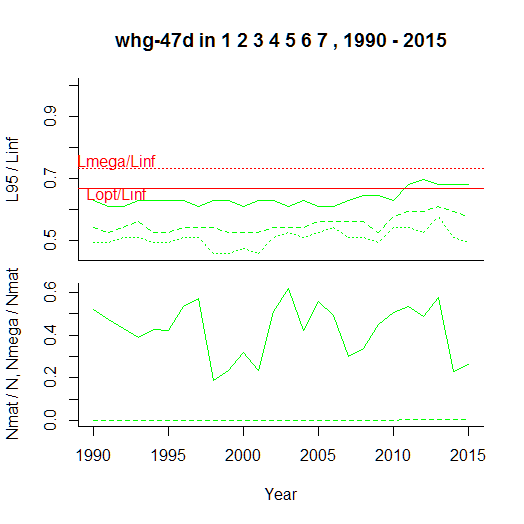 whg-47d in 1 2 3 4 5 6 7 , 1990 - 2015
L95 / Linf
0.9
0.7
0.5
Lmega/Linf
Lopt/Linf
Nmat / N, Nmega / Nmat
0.6
0.4
0.2
0.0
1990 1995 2000 2005 2010 2015
Year